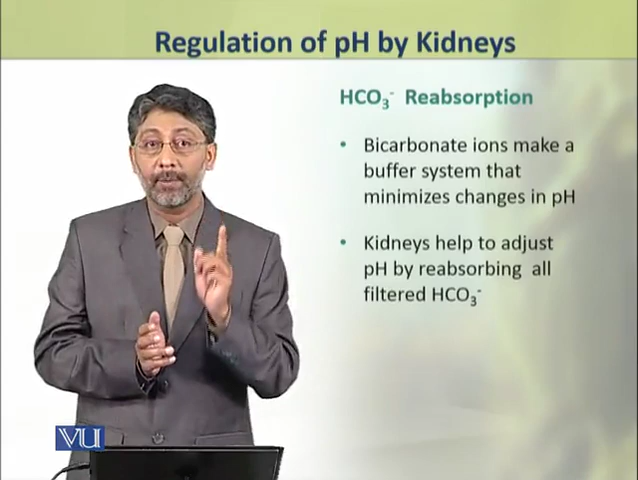 Regulation of pH by Kidneys
HCO₃⁻ Reabsorption
• Bicarbonate ions make a
buffer system that
minimizes changes in pH
• Kidneys help to adjust
pH by reabsorbing all
filtered HCO₃⁻
VU